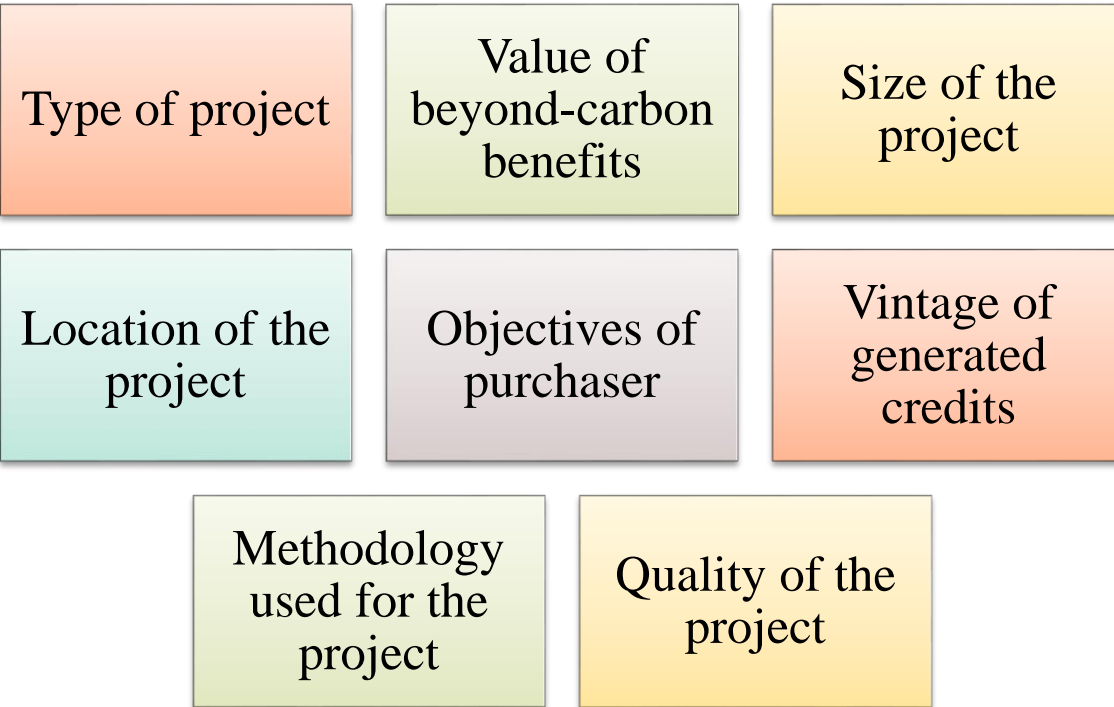 Type of project
Value of
beyond-carbon
benefits
Size of the
project
Location of the
project
Objectives of
purchaser
Vintage of
generated
credits
Methodology
used for the
project
Quality of the
project